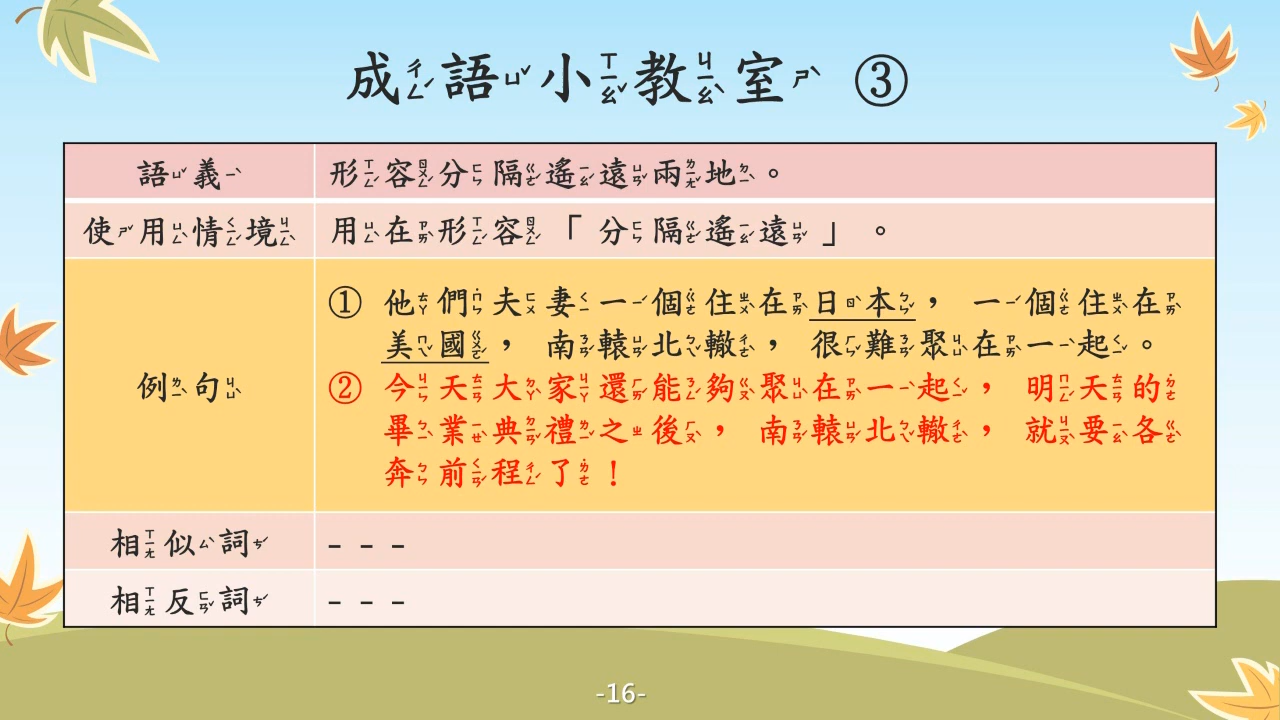 成語小教室 ③
語義 形容分隔遙遠兩地。
使用情境 用在形容「分隔遙遠」。
例句
① 他們夫妻一個住在日本，一個住在
美國，南轅北轍，很難聚在一起。
② 今天大家還能夠聚在一起，明天的
畢業典禮之後，南轅北轍，就要各
奔前程了！
相似詞 – – –
相反詞 – – –
-16-